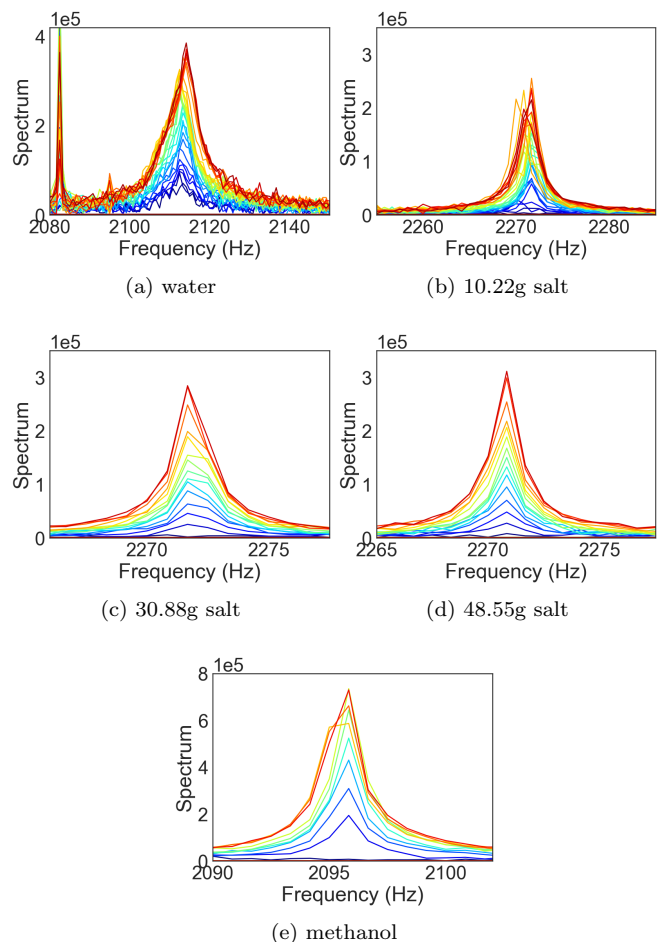 1e5
4
2
0
Spectrum
2080 2100 2120 2140
Frequency (Hz)
(a) water
1e5
3
2
1
0
Spectrum
2260 2270 2280
Frequency (Hz)
(b) 10.22g salt
1e5
3
2
1
0
Spectrum
2270 2275
Frequency (Hz)
(c) 30.88g salt
1e5
3
2
1
0
Spectrum
2265 2270 2275
Frequency (Hz)
(d) 48.55g salt
1e5
8
6
4
2
0
Spectrum
2090 2095 2100
Frequency (Hz)
(e) methanol